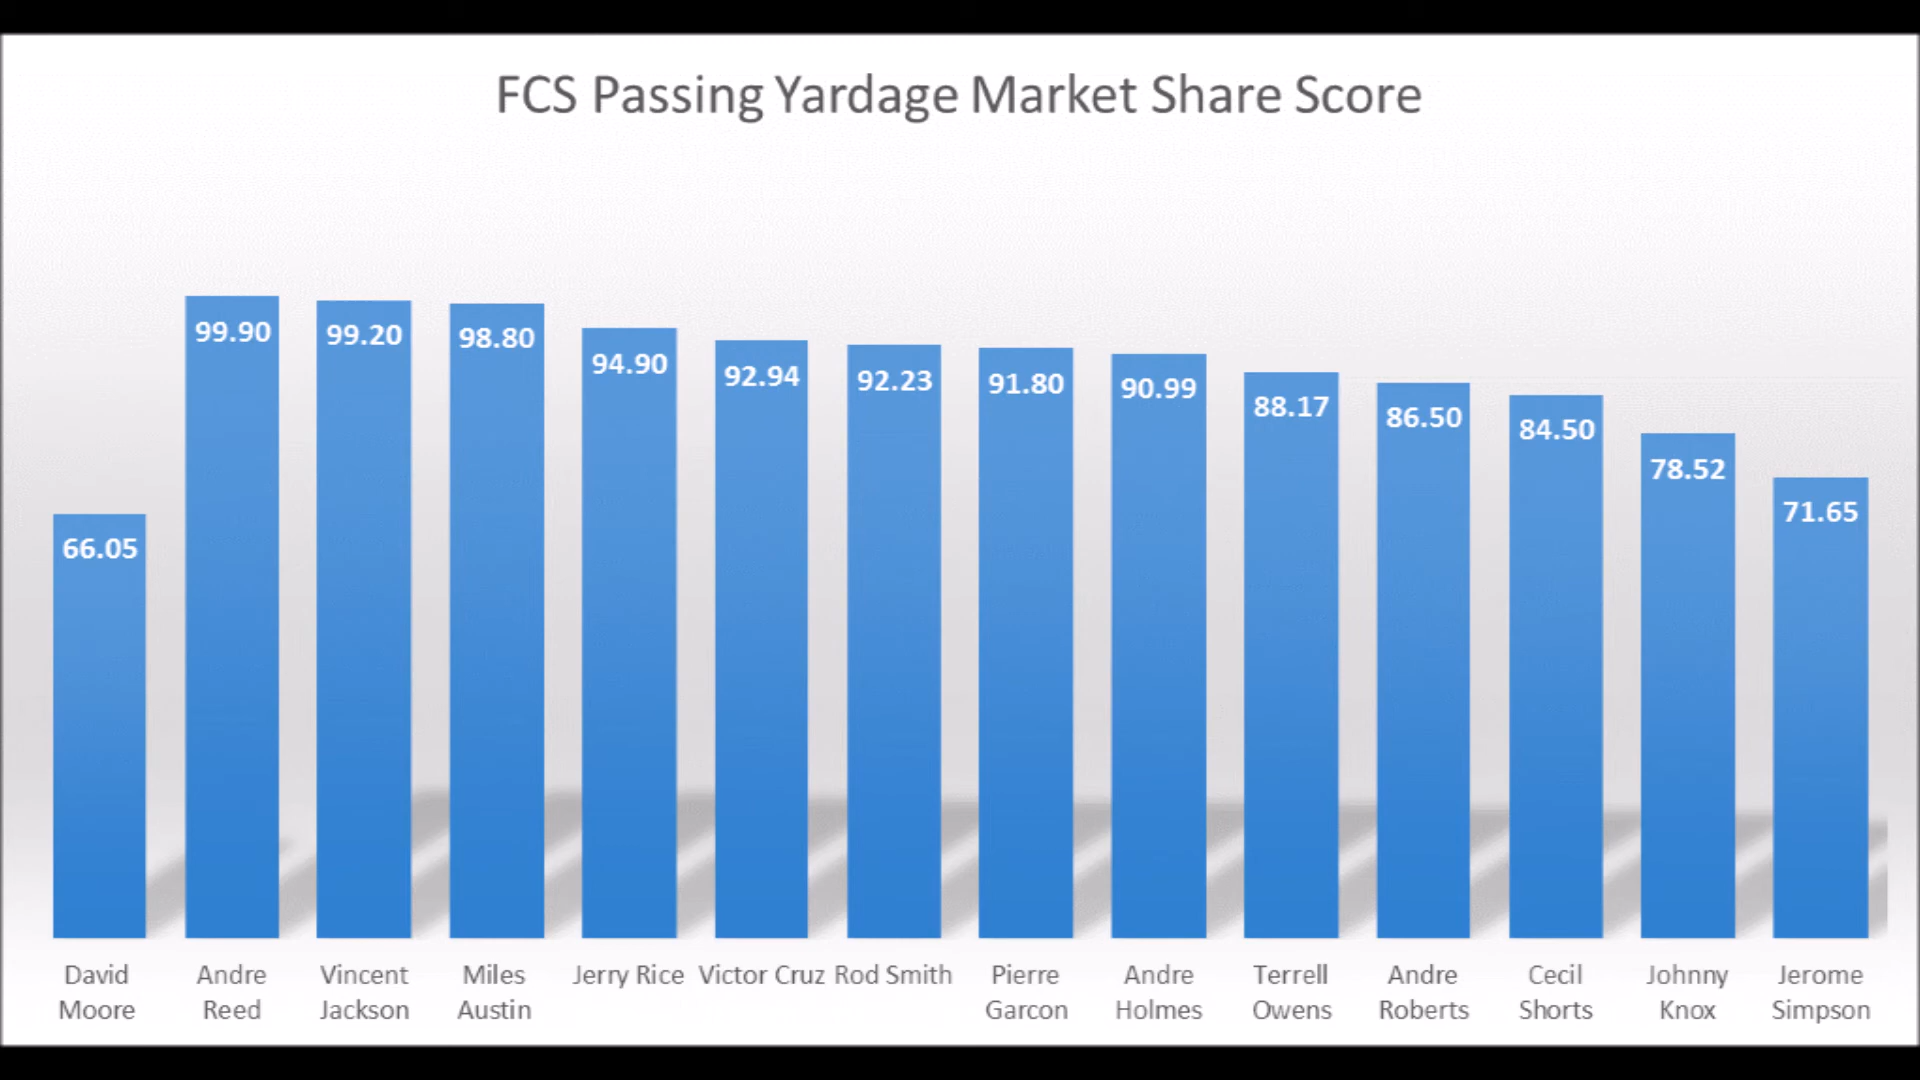 FCS Passing Yardage Market Share Score
99.90
99.20
98.80
94.90
92.94
92.23
91.80
90.99
88.17
86.50
84.50
78.52
71.65
66.05
David Moore
Andre Reed
Vincent Jackson
Miles Austin
Jerry Rice
Victor Cruz
Rod Smith
Pierre Garcon
Andre Holmes
Terrell Owens
Andre Roberts
Cecil Shorts
Johnny Knox
Jerome Simpson